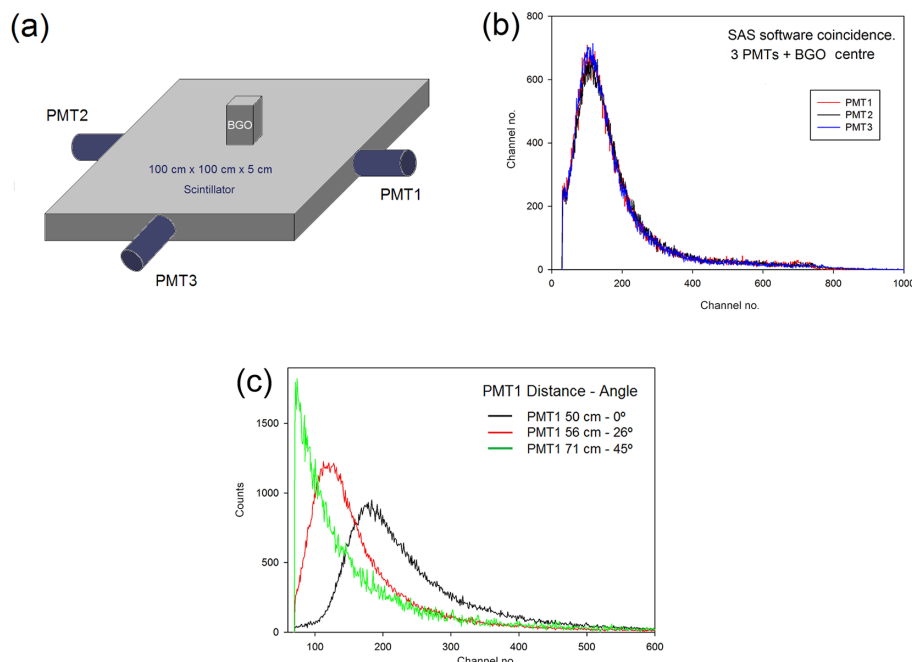 (a)
PMT2
BGO
100 cm x 100 cm x 5 cm
Scintillator
PMT1
PMT3
(b)
SAS software coincidence.
3 PMTs + BGO centre
PMT1
PMT2
PMT3
Channel no.
800
600
400
200
0
0 200 400 600 800 1000
Channel no.
(c)
PMT1 Distance - Angle
PMT1 50 cm - 0º
PMT1 56 cm - 26º
PMT1 71 cm - 45º
Counts
1500
1000
500
0
100 200 300 400 500 600
Channel no.